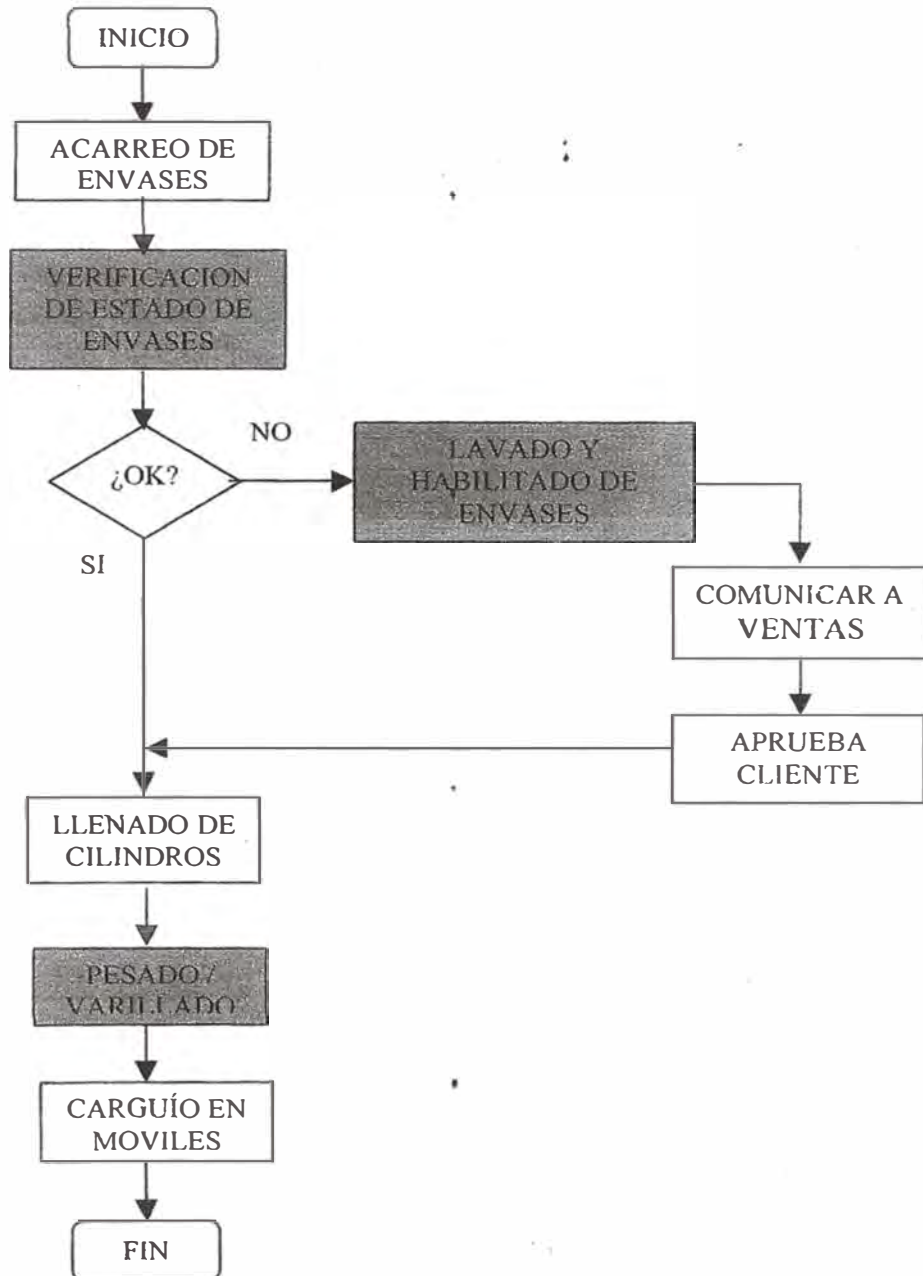 INICIO
ACARREO DE
ENVASES
VERIFICACION
DE ESTADO DE
ENVASES
¿OK?
NO
LAVADO Y
HABILITADO DE
ENVASES
SI
COMUNICAR A
VENTAS
APRUEBA
CLIENTE
LLENADO DE
CILINDROS
PESADO /
VARILLADO
CARGUÍO EN
MOVILES
FIN